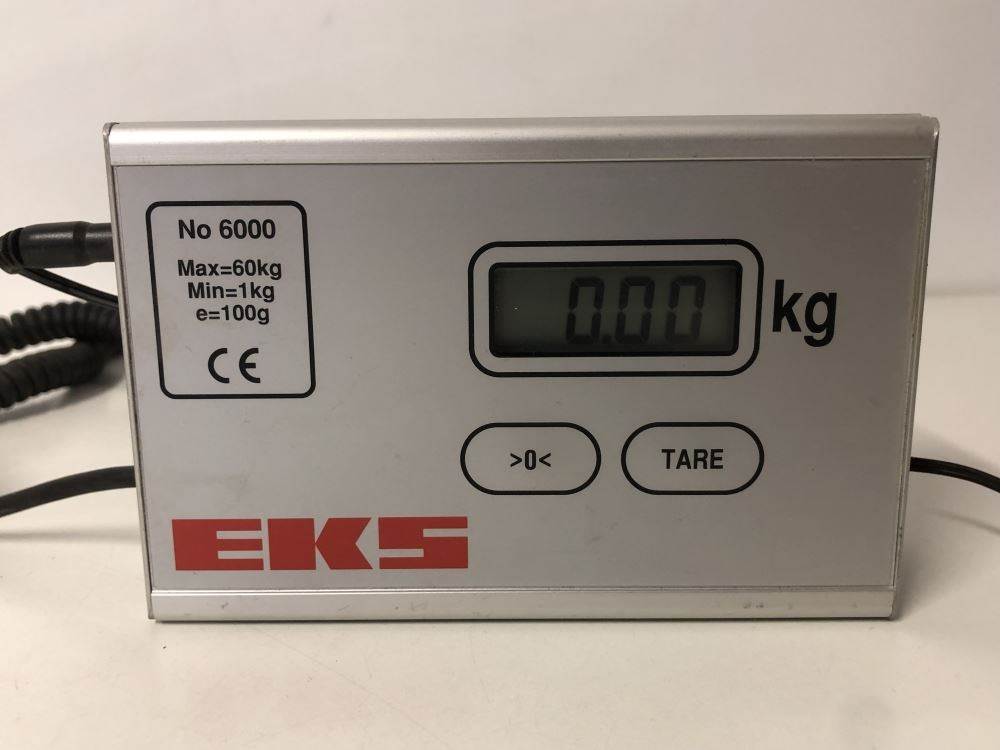 No 6000
Max=60kg
Min=1kg
e=100g
CE
0.00 kg
>0< TARE
EKS